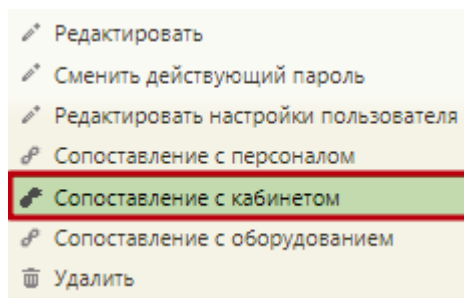 Редактировать
Сменить действующий пароль
Редактировать настройки пользователя
Сопоставление с персоналом
Сопоставление с кабинетом
Сопоставление с оборудованием
Удалить